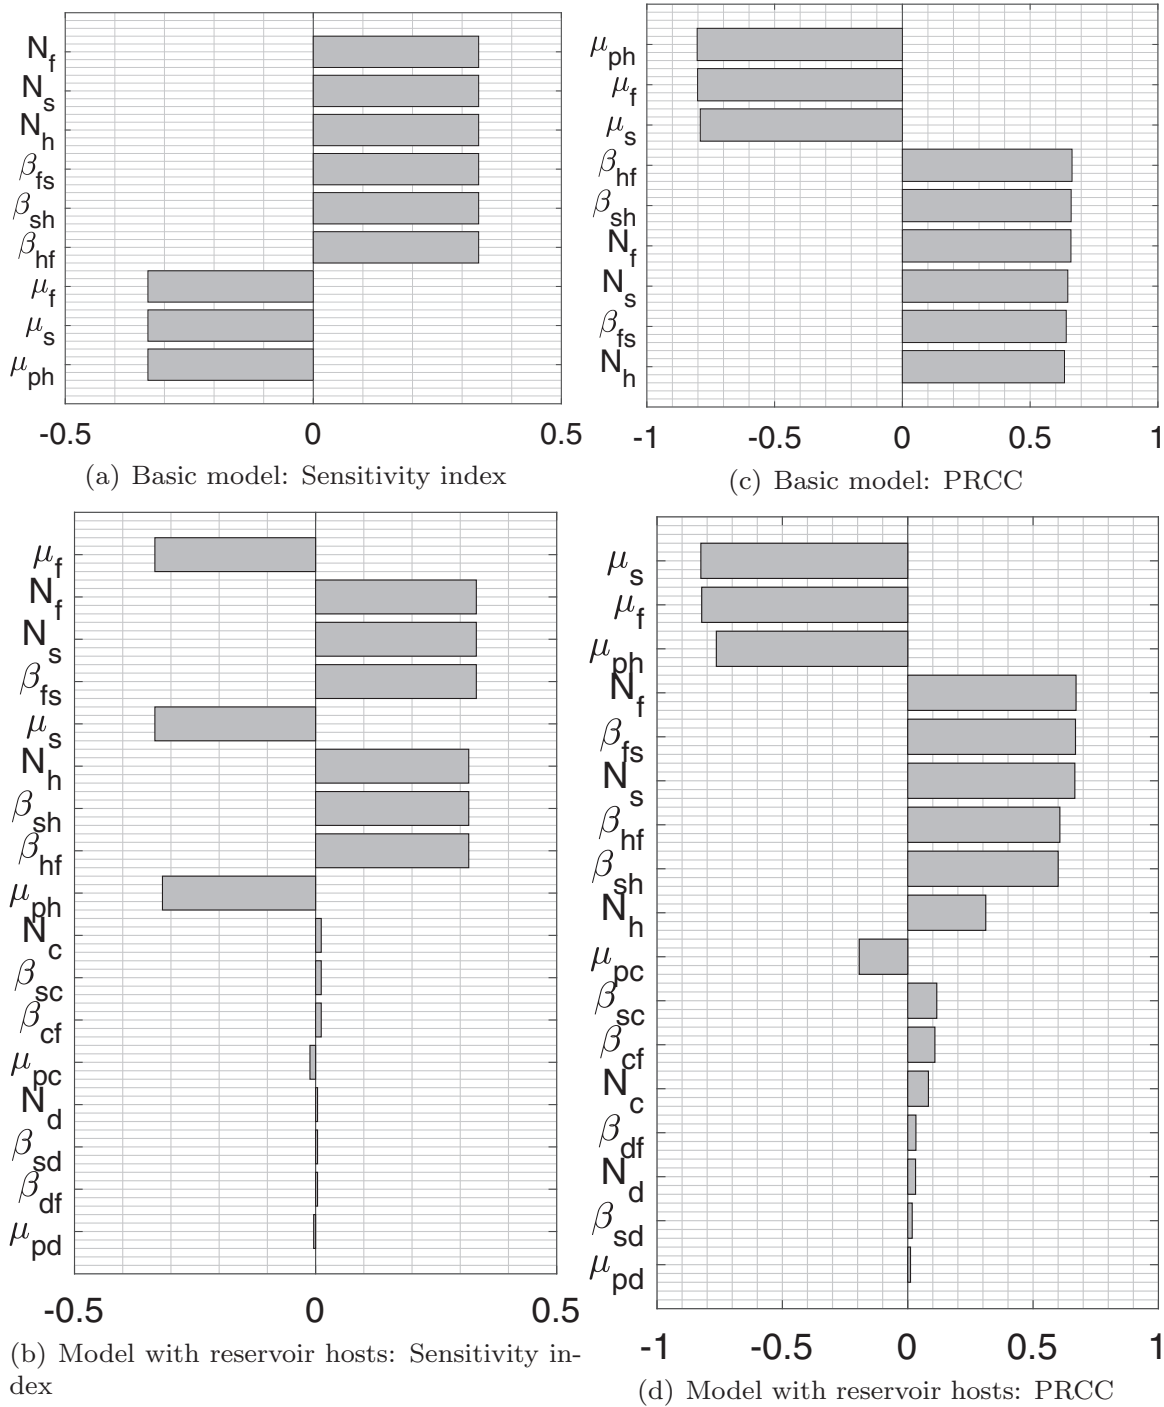 N_f
N_s
N_h
β_fs
β_sh
β_hf
μ_f
μ_s
μ_ph
-0.5 0 0.5
(a) Basic model: Sensitivity index
μ_ph
μ_f
μ_s
β_hf
β_sh
N_f
N_s
β_fs
N_h
-1 -0.5 0 0.5 1
(c) Basic model: PRCC
μ_f
N_f
N_s
β_fs
μ_s
N_h
β_sh
β_hf
μ_ph
N_c
β_sc
β_cf
μ_pc
N_d
β_sd
β_df
μ_pd
-0.5 0 0.5
(b) Model with reservoir hosts: Sensitivity in-
dex
μ_s
μ_f
μ_ph
N_f
β_fs
N_s
β_hf
β_sh
N_h
μ_pc
β_sc
β_cf
N_c
β_df
N_d
β_sd
μ_pd
-1 -0.5 0 0.5 1
(d) Model with reservoir hosts: PRCC